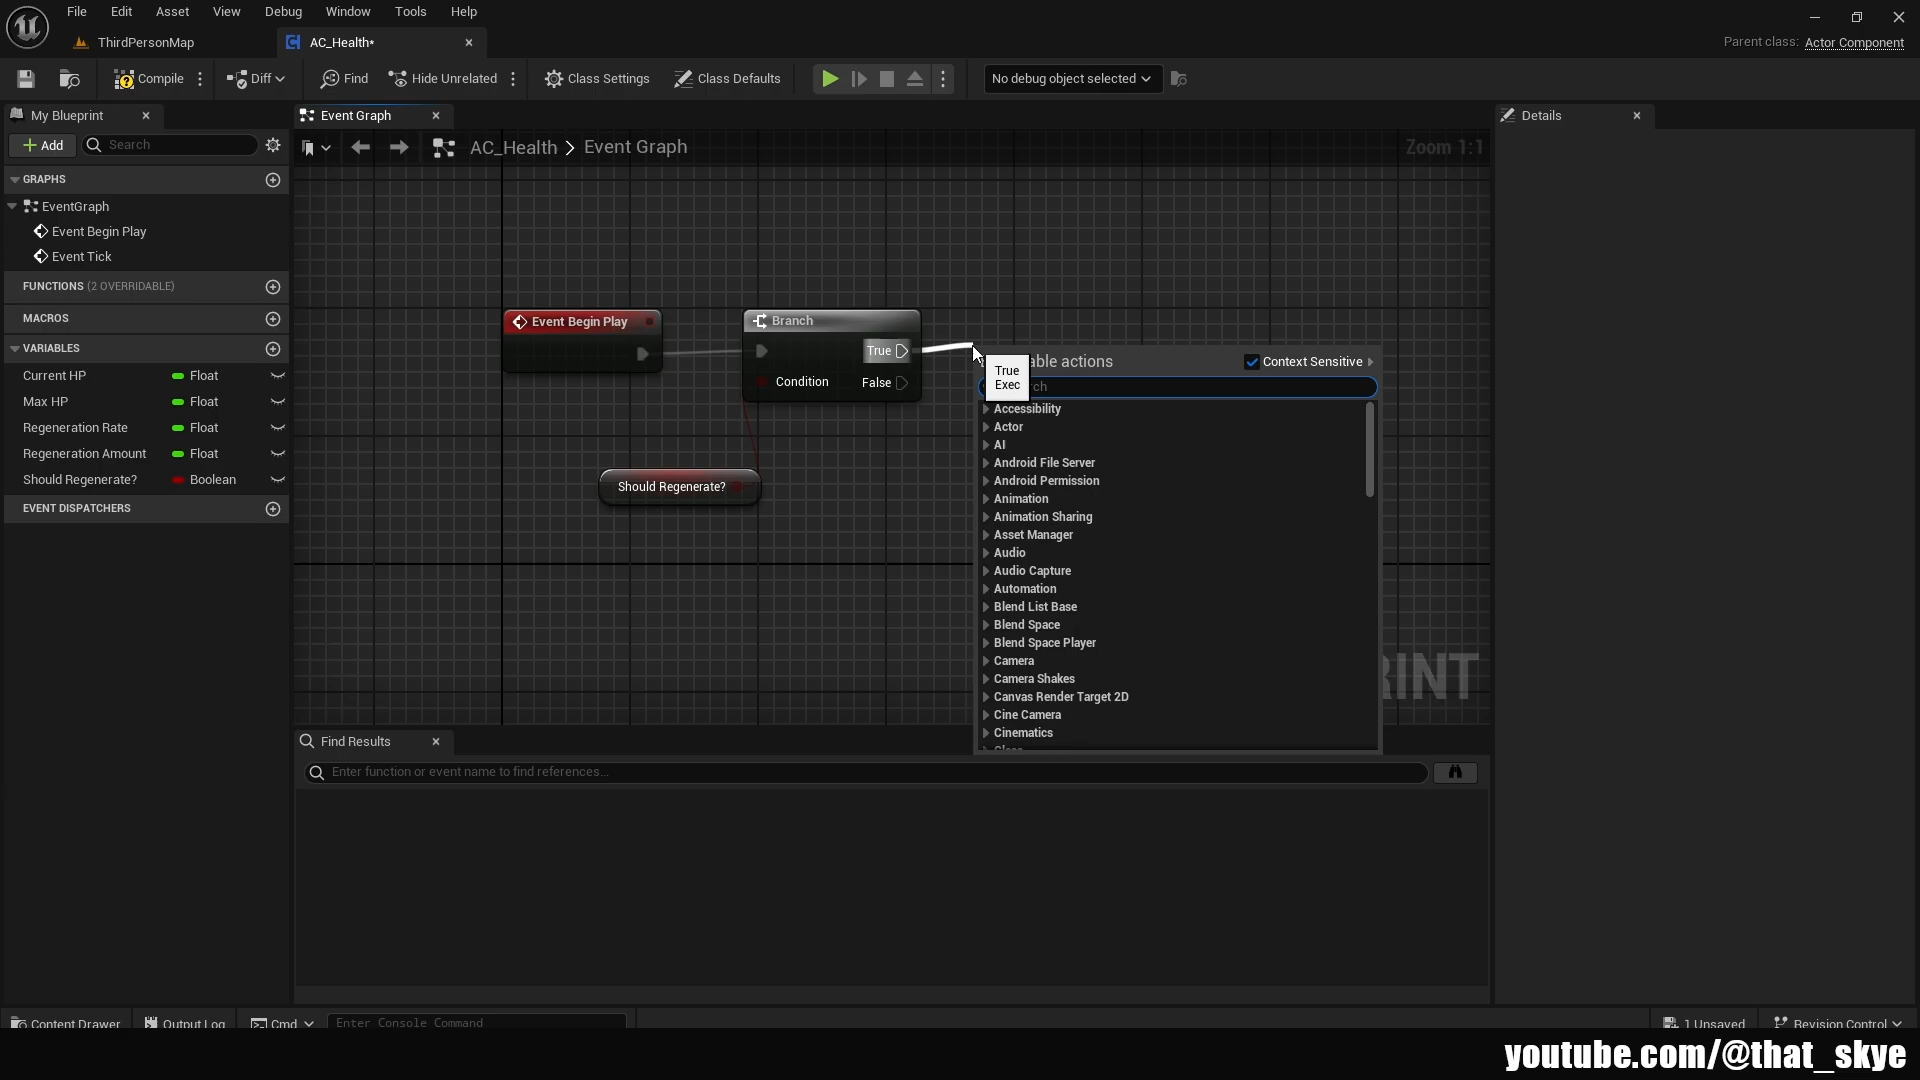 File Edit Asset View Debug Window Tools Help
ThirdPersonMap
AC_Health*
Parent class: Actor Component
Compile
Diff
Find
Hide Unrelated
Class Settings
Class Defaults
No debug object selected
My Blueprint
Event Graph
Details
Add
Search
AC_Health > Event Graph
Zoom 1:1
GRAPHS
EventGraph
Event Begin Play
Event Tick
FUNCTIONS (2 OVERRIDABLE)
MACROS
VARIABLES
Current HP Float
Max HP Float
Regeneration Rate Float
Regeneration Amount Float
Should Regenerate? Boolean
EVENT DISPATCHERS
Event Begin Play
Branch
True
Condition False
Should Regenerate?
actions
Context Sensitive
True
Exec
Accessibility
Actor
AI
Android File Server
Android Permission
Animation
Animation Sharing
Asset Manager
Audio
Audio Capture
Automation
Blend List Base
Blend Space
Blend Space Player
Camera
Camera Shakes
Canvas Render Target 2D
Cine Camera
Cinematics
Find Results
Enter function or event name to find references...
Content Drawer
Output Log
Cmd
Enter Console Command
1 Unsaved
Revision Control
youtube.com/@that_skye